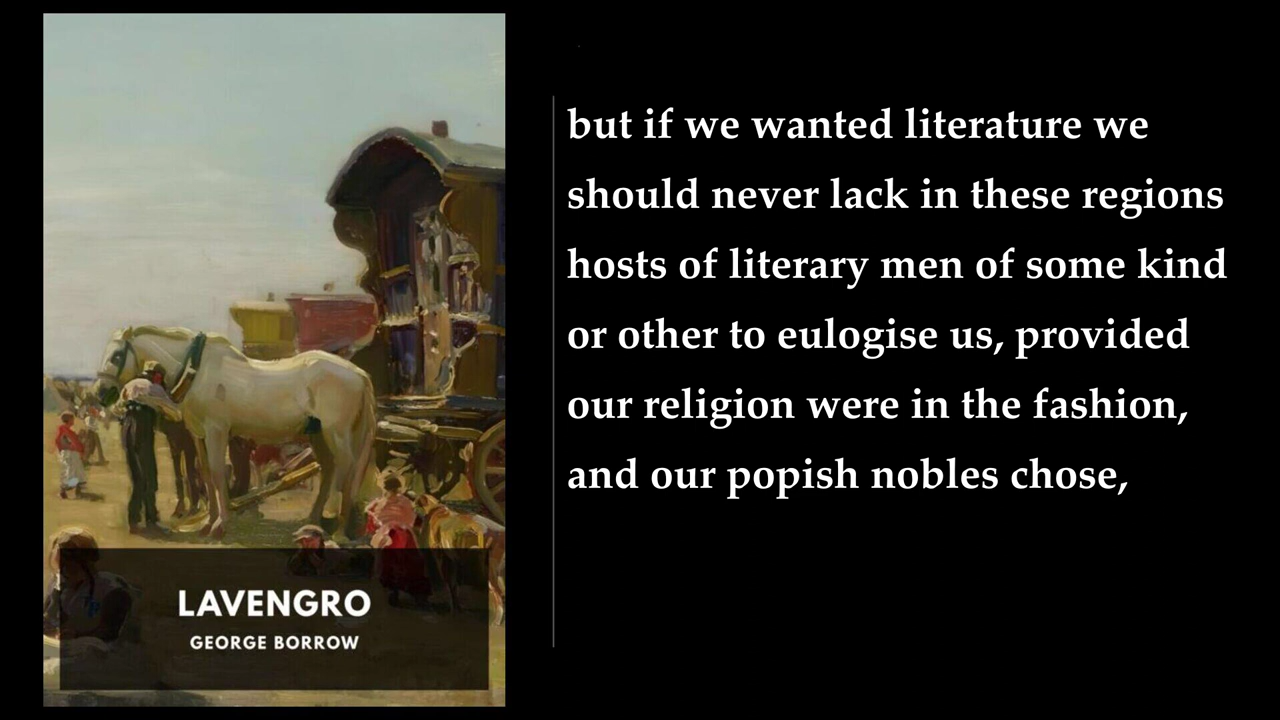 LAVENGRO
GEORGE BORROW
but if we wanted literature we
should never lack in these regions
hosts of literary men of some kind
or other to eulogise us, provided
our religion were in the fashion,
and our popish nobles chose,